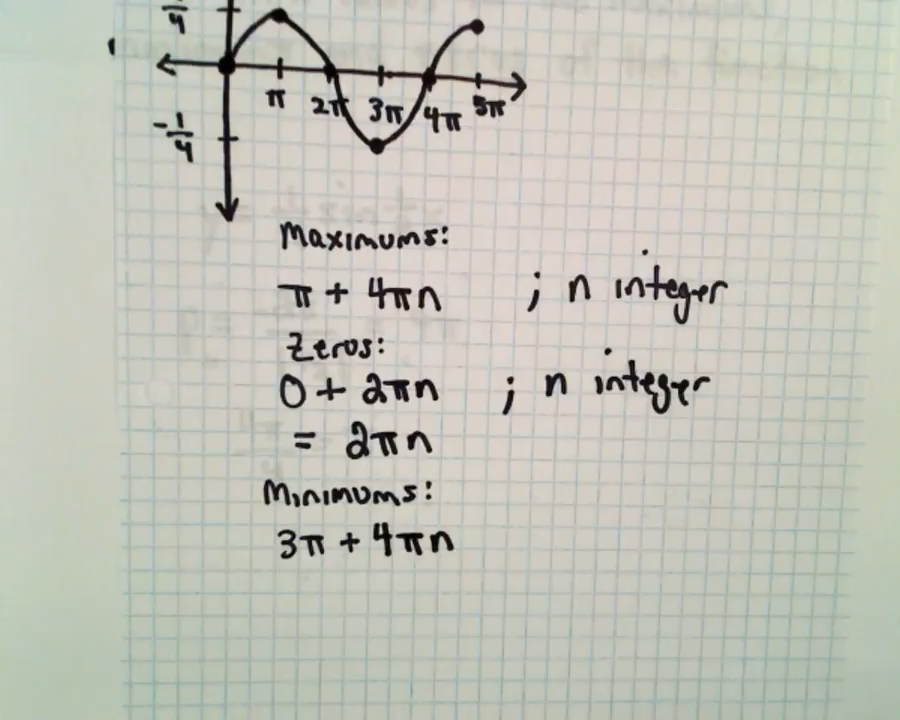 1/4
π 2π 3π 4π 5π
-1/4
Maximums:
π + 4πn ; n integer
Zeros:
0 + 2πn ; n integer
= 2πn
Minimums:
3π + 4πn